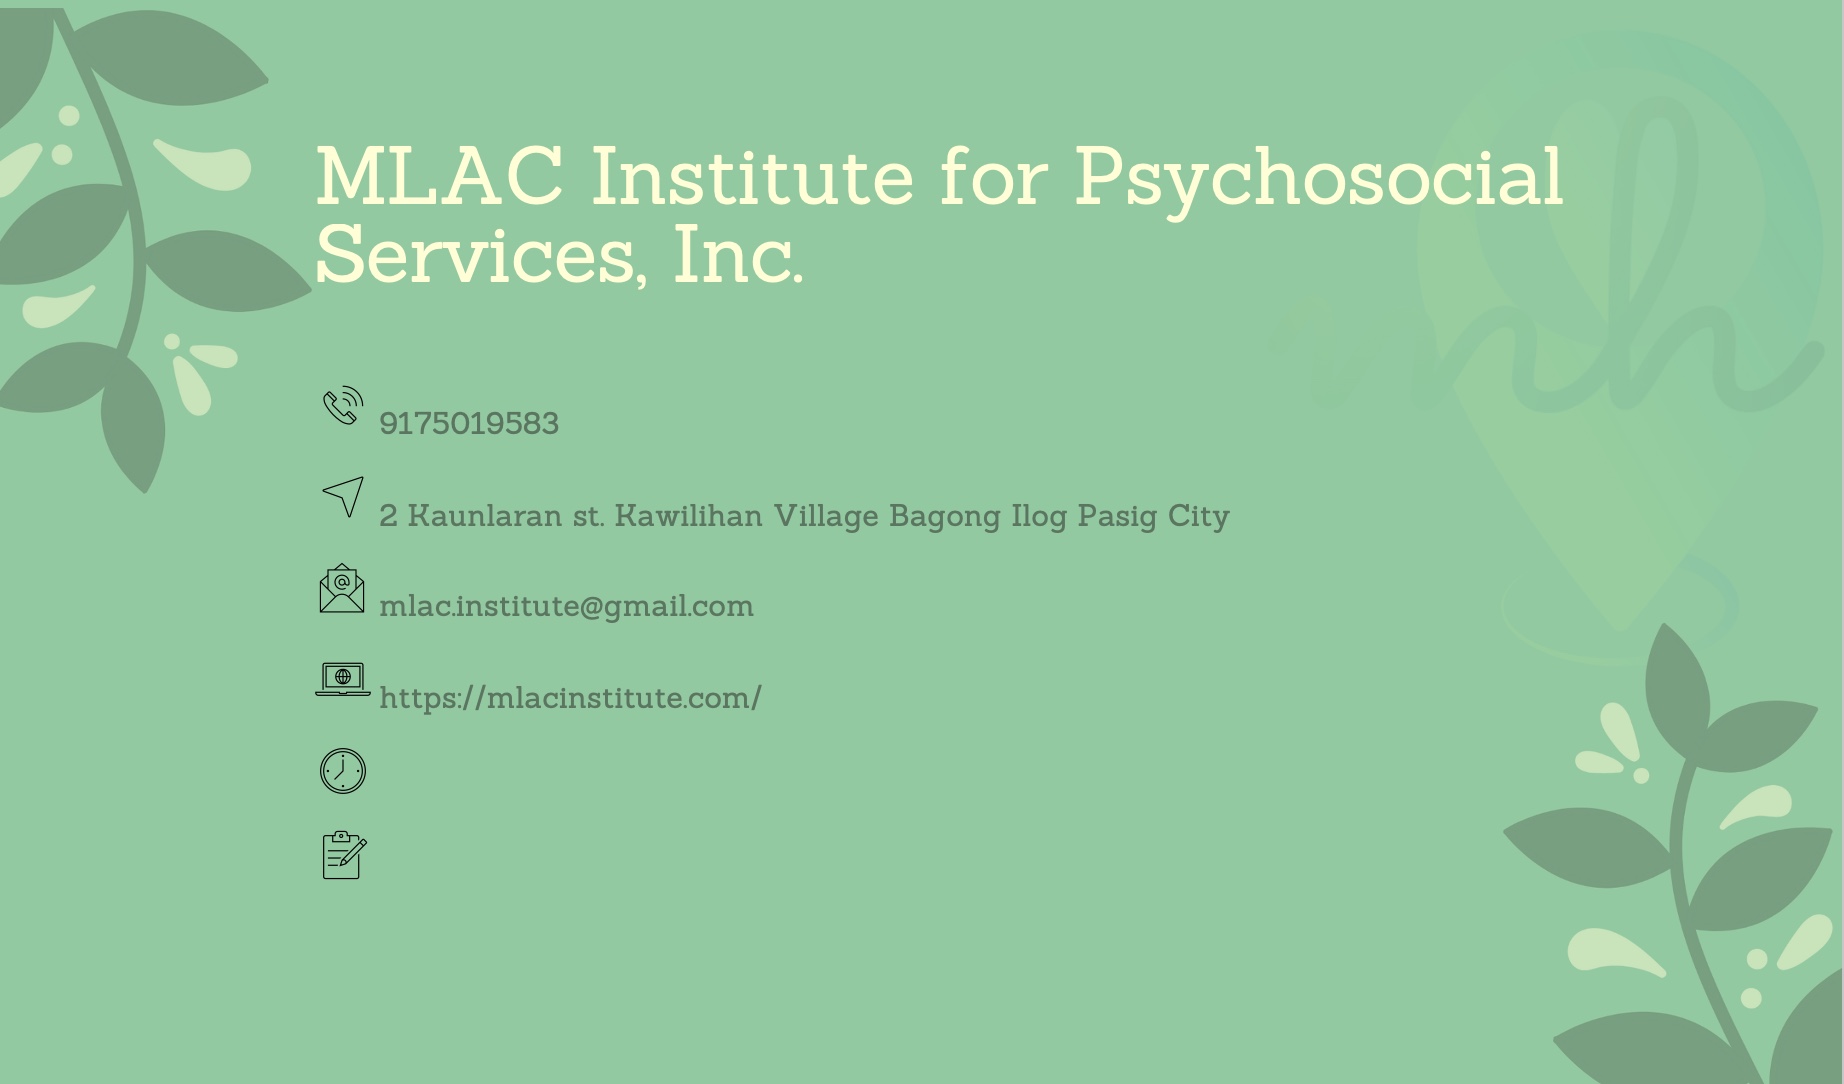 MLAC Institute for Psychosocial
Services, Inc.
9175019583
2 Kaunlaran st. Kawilihan Village Bagong Ilog Pasig City
mlac.institute@gmail.com
https://mlacinstitute.com/